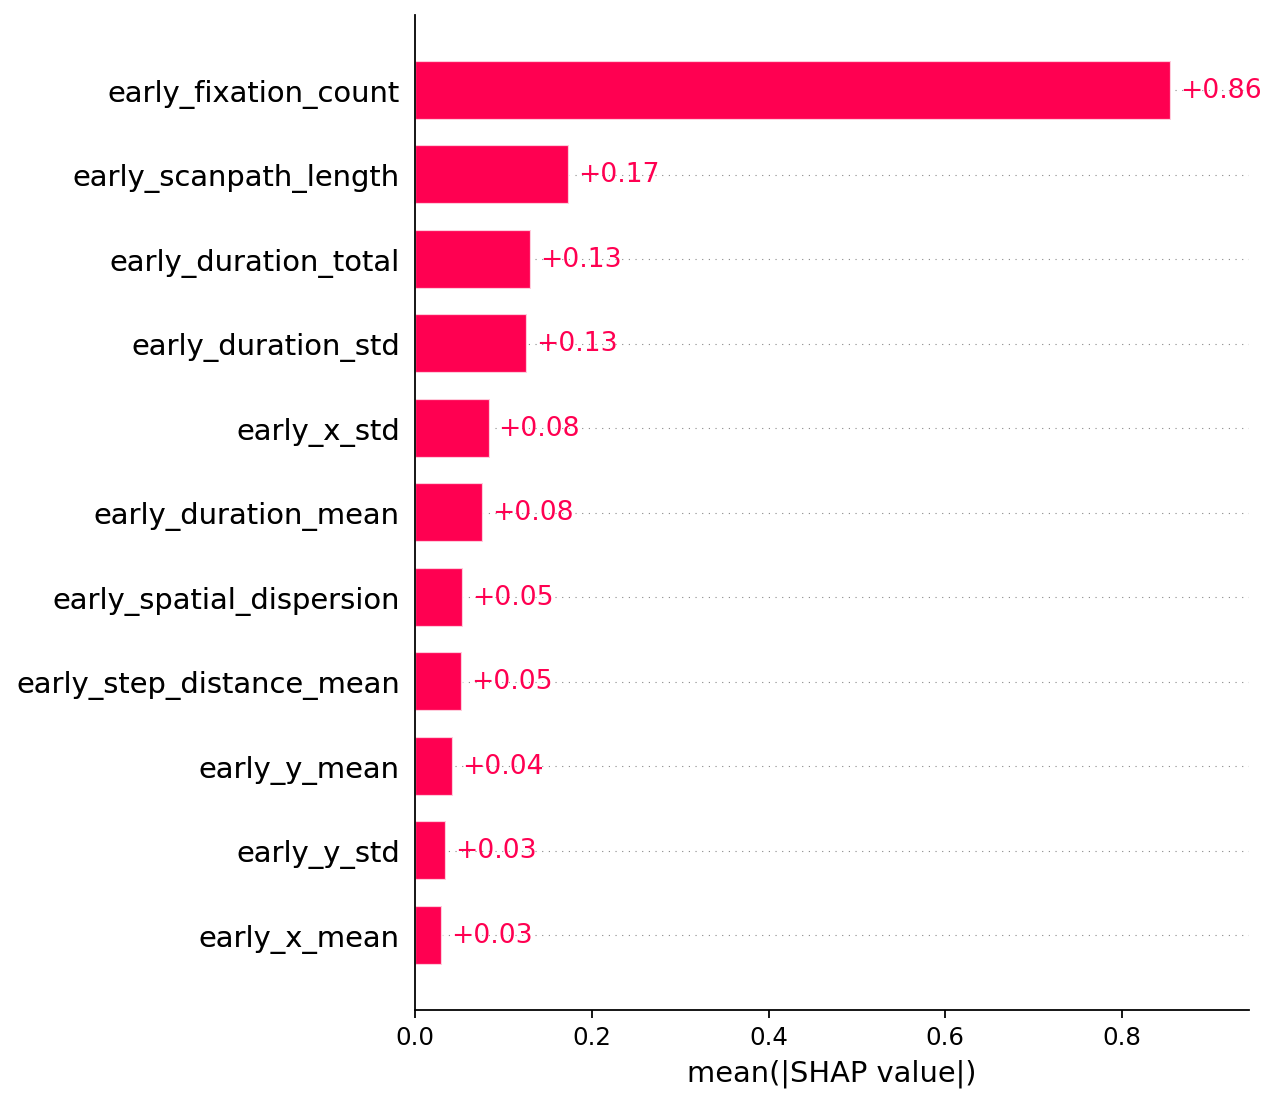 early_fixation_count +0.86
early_scanpath_length +0.17
early_duration_total +0.13
early_duration_std +0.13
early_x_std +0.08
early_duration_mean +0.08
early_spatial_dispersion +0.05
early_step_distance_mean +0.05
early_y_mean +0.04
early_y_std +0.03
early_x_mean +0.03
0.0 0.2 0.4 0.6 0.8
mean(|SHAP value|)